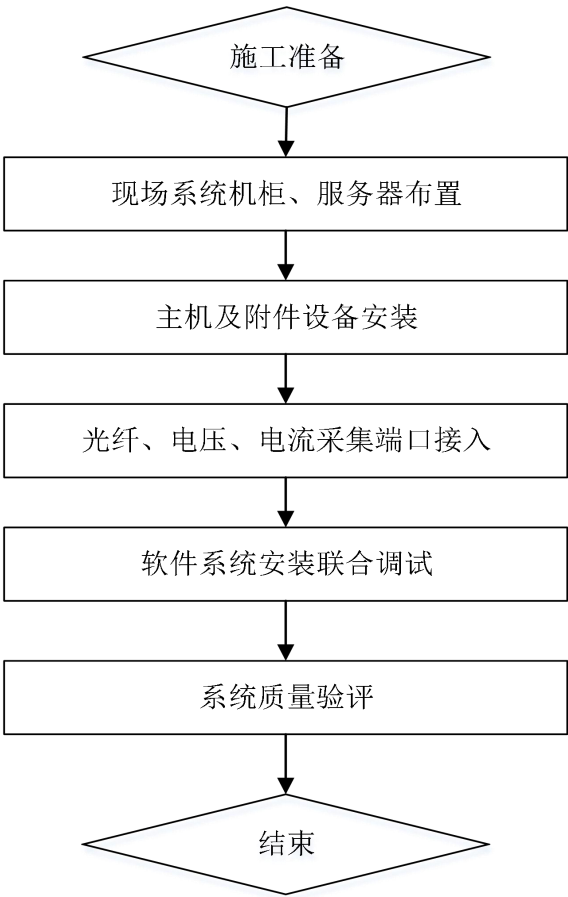 施工准备
现场系统机柜、服务器布置
主机及附件设备安装
光纤、电压、电流采集端口接入
软件系统安装联合调试
系统质量验评
结束